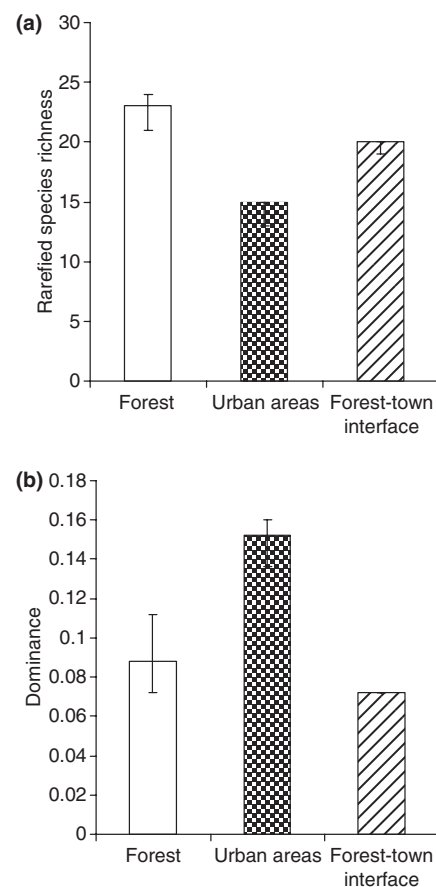 (a)
30
25
20
15
10
5
0
Rarefied species richness
Forest
Urban areas
Forest-town
interface
(b)
0.18
0.16
0.14
0.12
0.1
0.08
0.06
0.04
0.02
0
Dominance
Forest
Urban areas
Forest-town
interface